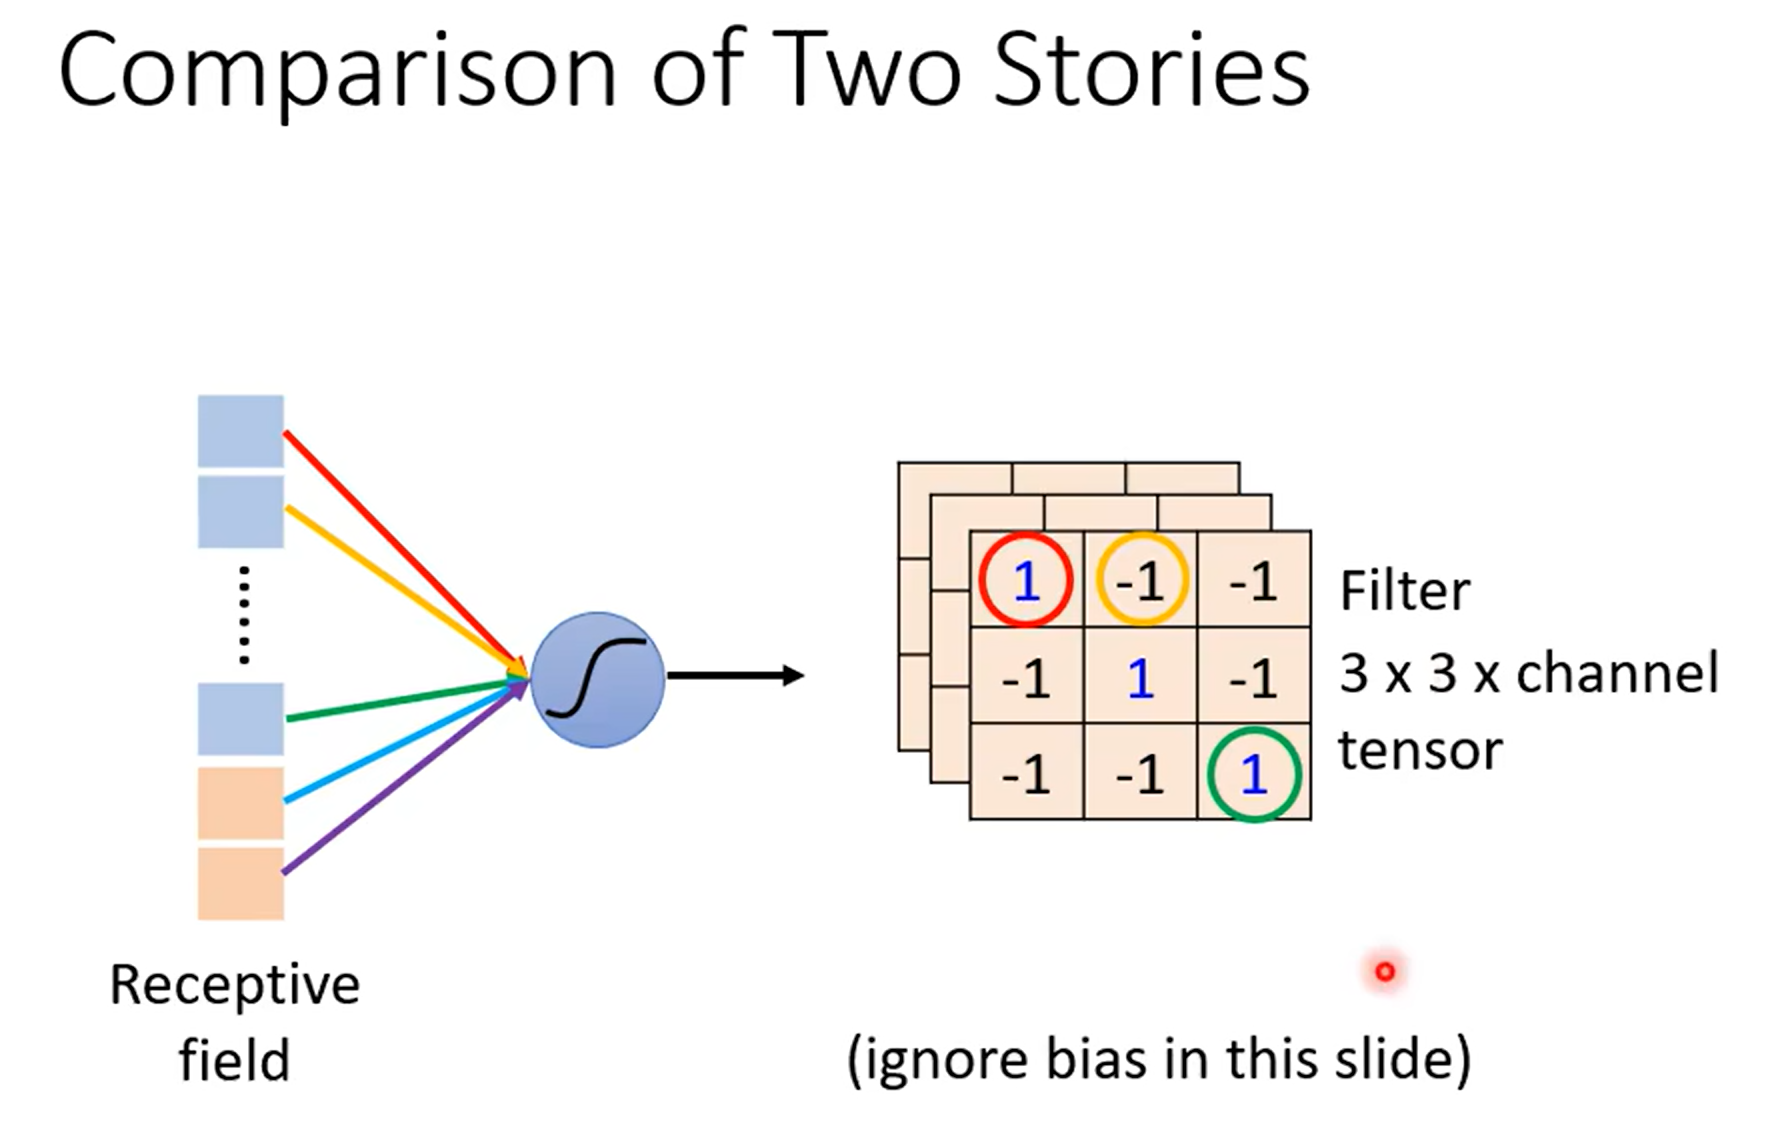 Comparison of Two Stories
1 -1 -1
-1 1 -1
-1 -1 1
Filter
3 x 3 x channel
tensor
Receptive
field
(ignore bias in this slide)